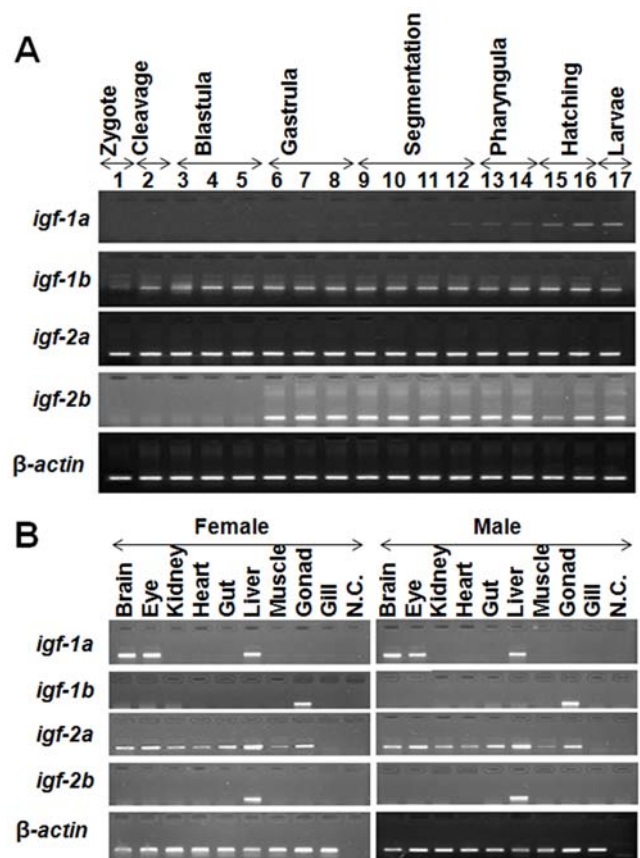 A
Zygote Cleavage Blastula Gastrula Segmentation Pharyngula Hatching Larvae
1 2 3 4 5 6 7 8 9 10 11 12 13 14 15 16 17
igf-1a
igf-1b
igf-2a
igf-2b
β-actin
B
Female Male
Brain Eye Kidney Heart Gut Liver Muscle Gonad Gill N.C. Brain Eye Kidney Heart Gut Liver Muscle Gonad Gill N.C.
igf-1a
igf-1b
igf-2a
igf-2b
β-actin